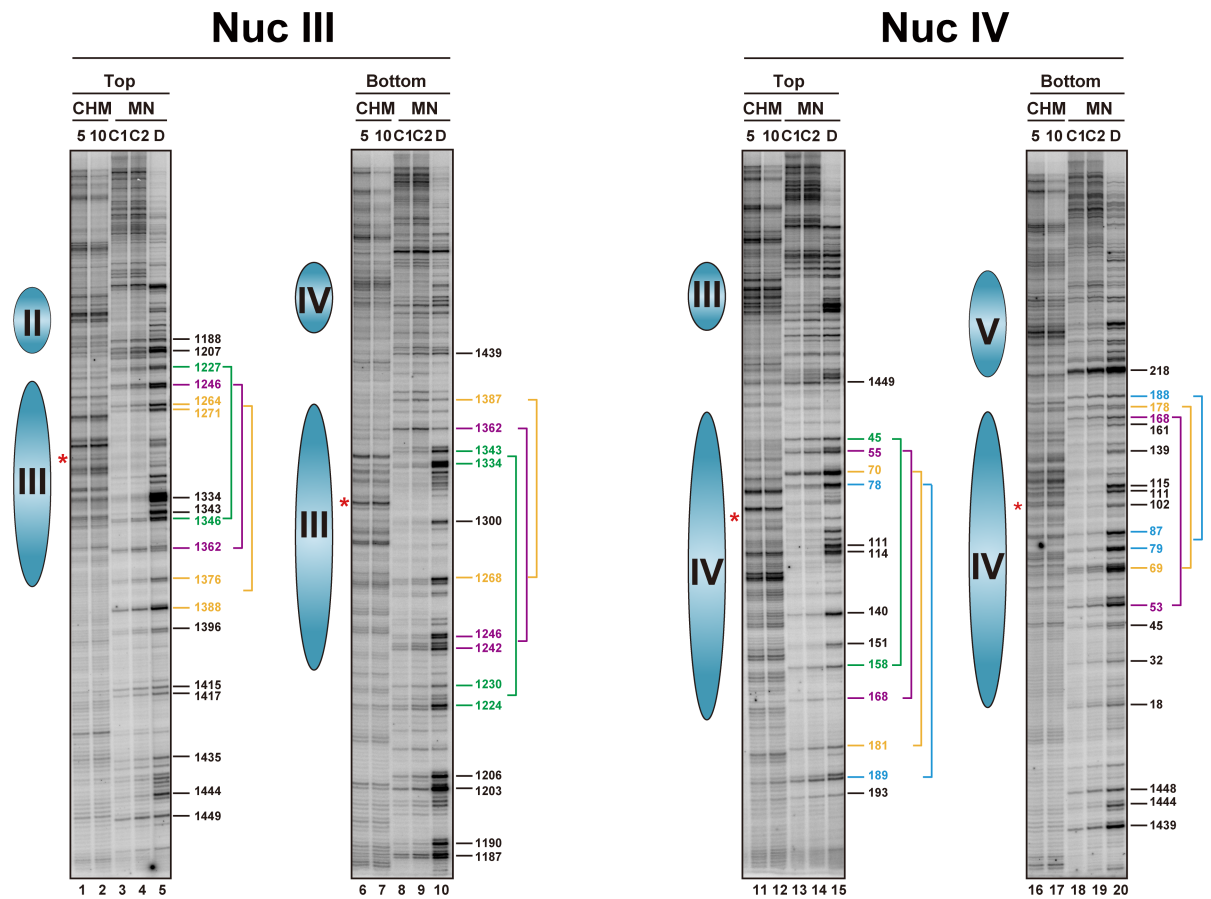 Nuc III
Nuc IV
Top
Bottom
Top
Bottom
CHM MN
CHM MN
CHM MN
CHM MN
5 10 C1 C2 D
5 10 C1 C2 D
5 10 C1 C2 D
5 10 C1 C2 D
II
III
*
1188
1207
1227
1246
1264
1271
1334
1343
1346
1362
1376
1388
1396
1415
1417
1435
1444
1449
1 2 3 4 5
IV
III
*
1439
1387
1362
1343
1334
1300
1268
1246
1242
1230
1224
1206
1203
1190
1187
6 7 8 9 10
III
IV
*
1449
45
55
70
78
111
114
140
151
158
168
181
189
193
11 12 13 14 15
V
IV
*
218
188
178
168
161
139
115
111
102
87
79
69
53
45
32
18
1448
1444
1439
16 17 18 19 20